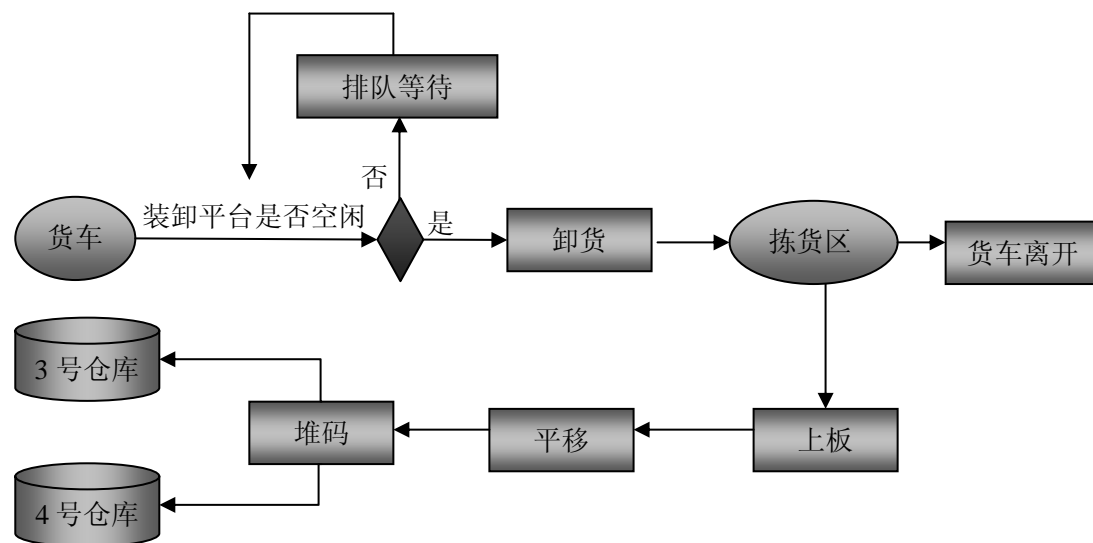 排队等待
否
装卸平台是否空闲
是
货车
卸货
拣货区
货车离开
3 号仓库
堆码
平移
上板
4 号仓库